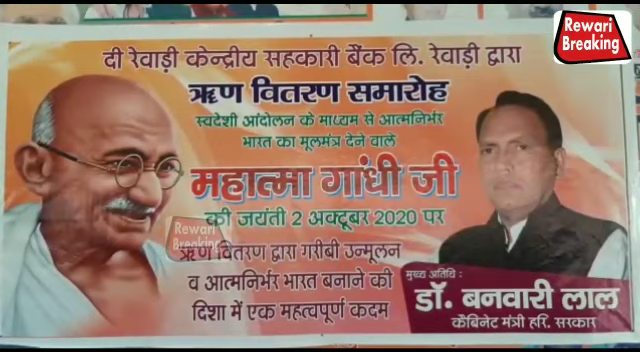 Rewari
Breaking
दी रेवाड़ी केन्द्रीय सहकारी बैंक लि. रेवाड़ी द्वारा
ऋण वितरण समारोह
स्वदेशी आंदोलन के माध्यम से आत्मनिर्भर
भारत का मूलमंत्र देने वाले
महात्मा गांधी जी
की जयंती 2 अक्टूबर 2020 पर
Rewari
Breaking
ऋण वितरण द्वारा गरीबी उन्मूलन
व आत्मनिर्भर भारत बनाने की
दिशा में एक महत्वपूर्ण कदम
मुख्य अतिथि :
डॉ. बनवारी लाल
कैबिनेट मंत्री हरि. सरकार